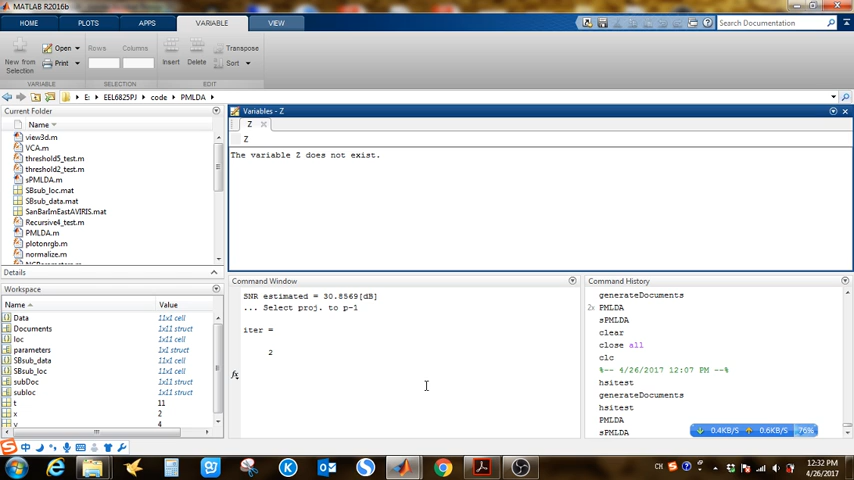 MATLAB R2016b
HOME PLOTS APPS VARIABLE VIEW
Search Documentation
New from Selection
Open
Print
Rows Columns
Insert Delete
Transpose
Sort
VARIABLE SELECTION EDIT
E: EEL6825PJ code PMLDA
Current Folder
Name
view3d.m
VCA.m
threshold5_test.m
threshold2_test.m
sPMLDA.m
SBsub_loc.mat
SBsub_data.mat
SanBarImEastAVIRIS.mat
Recursive4_test.m
PMLDA.m
plotonrgb.m
normalize.m
Details
Workspace
Name Value
Data 11x1 cell
Documents 1x11 struct
loc 11x1 cell
parameters 1x1 struct
SBsub_data 11x1 cell
SBsub_loc 11x1 cell
subDoc 1x11 struct
subloc 1x11 struct
t 11
x 2
y 4
Variables - Z
Z
Z
The variable Z does not exist.
Command Window
SNR estimated = 30.8569[dB]
... Select proj. to p-1
iter =
2
fx
Command History
generateDocuments
2x PMLDA
sPMLDA
clear
close all
clc
%-- 4/26/2017 12:07 PM --%
hsitest
generateDocuments
hsitest
PMLDA
sPMLDA
0.4KB/S 0.6KB/S 76%
中
CH
12:32 PM
4/26/2017